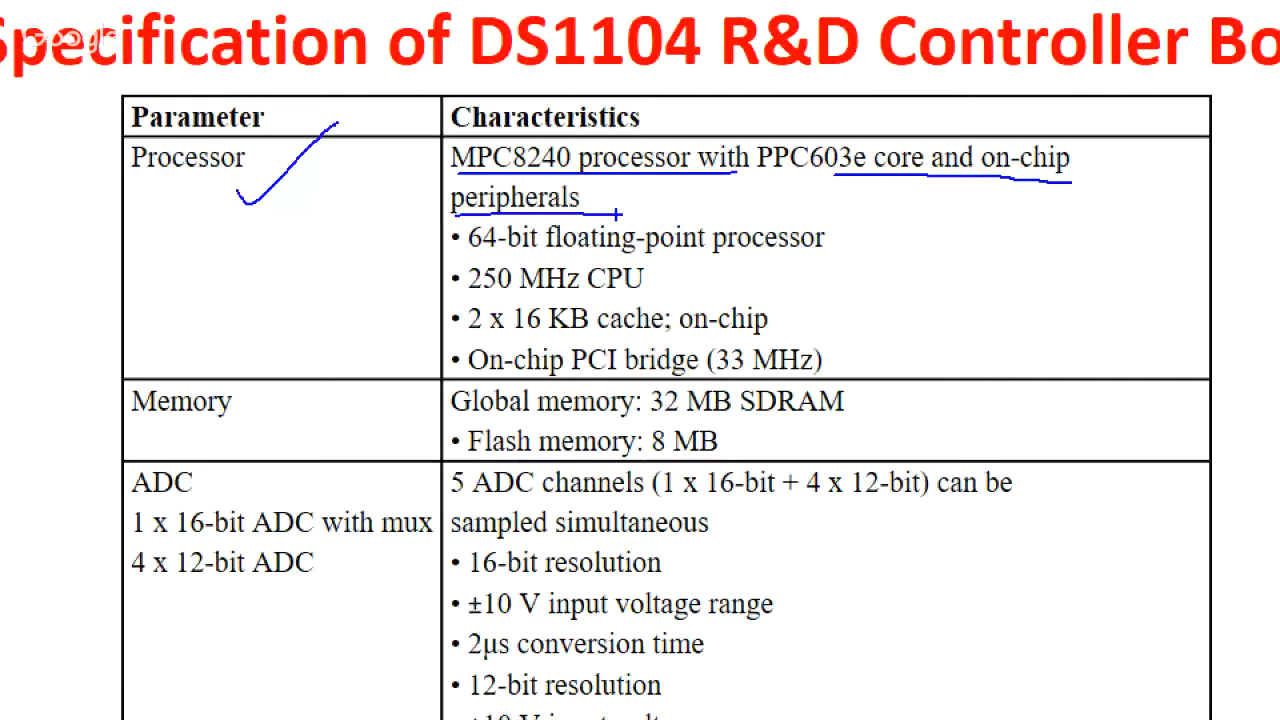 Specification of DS1104 R&D Controller Bo
Google
Parameter
Characteristics
Processor
MPC8240 processor with PPC603e core and on-chip
peripherals
• 64-bit floating-point processor
• 250 MHz CPU
• 2 x 16 KB cache; on-chip
• On-chip PCI bridge (33 MHz)
Memory
Global memory: 32 MB SDRAM
• Flash memory: 8 MB
ADC
1 x 16-bit ADC with mux
4 x 12-bit ADC
5 ADC channels (1 x 16-bit + 4 x 12-bit) can be
sampled simultaneous
• 16-bit resolution
• ±10 V input voltage range
• 2μs conversion time
• 12-bit resolution